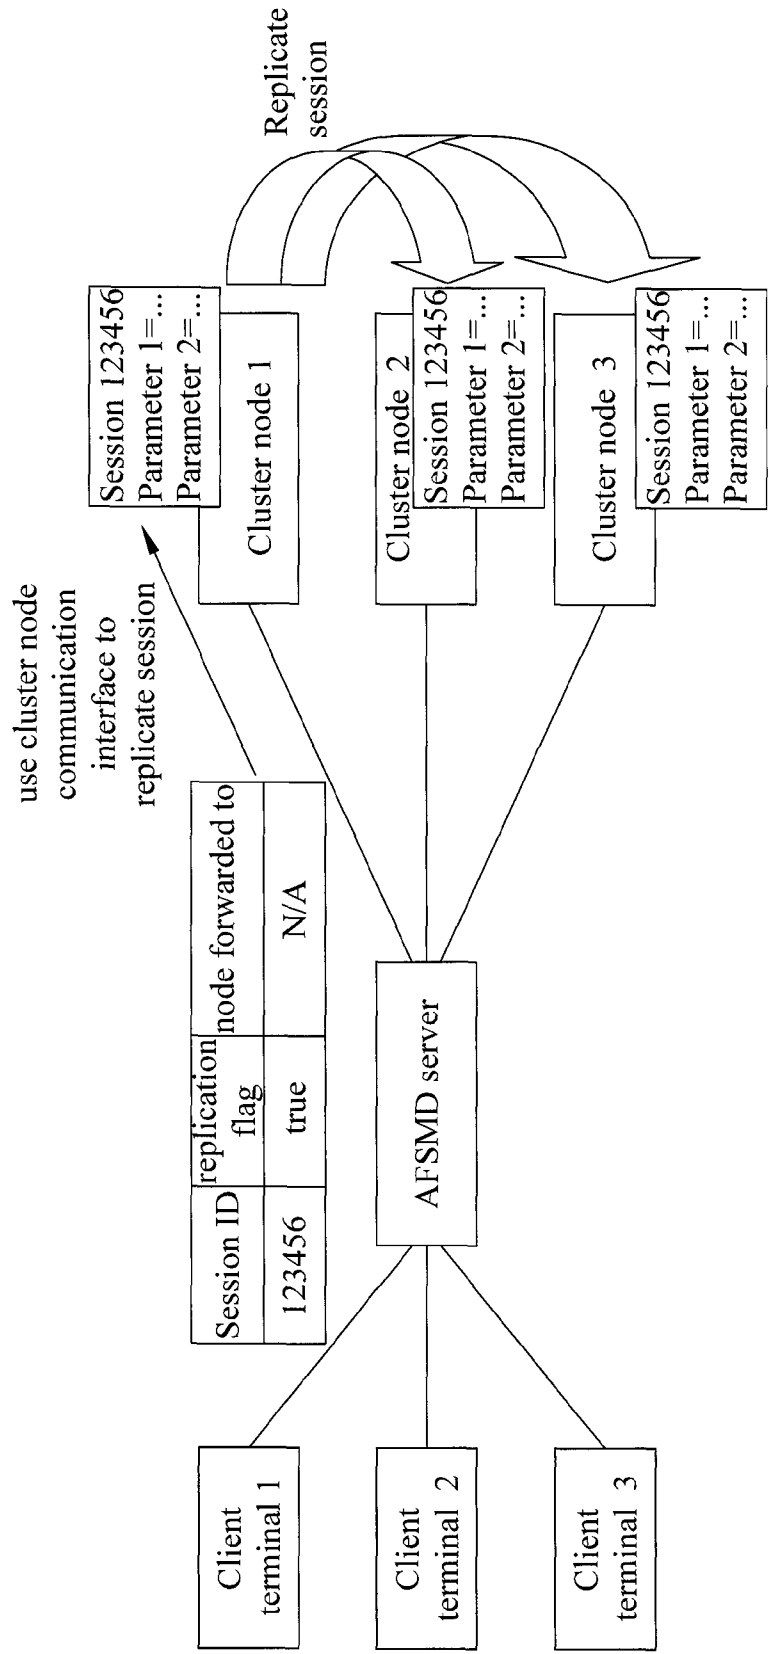 use cluster node
communication
interface to
replicate session
Replicate
session
Session ID
replication
flag
node forwarded to
123456
true
N/A
Client
terminal 1
Client
terminal 2
Client
terminal 3
AFSMD server
Session 123456
Parameter 1=...
Parameter 2=...
Cluster node 1
Cluster node 2
Session 123456
Parameter 1=...
Parameter 2=...
Cluster node 3
Session 123456
Parameter 1=...
Parameter 2=...